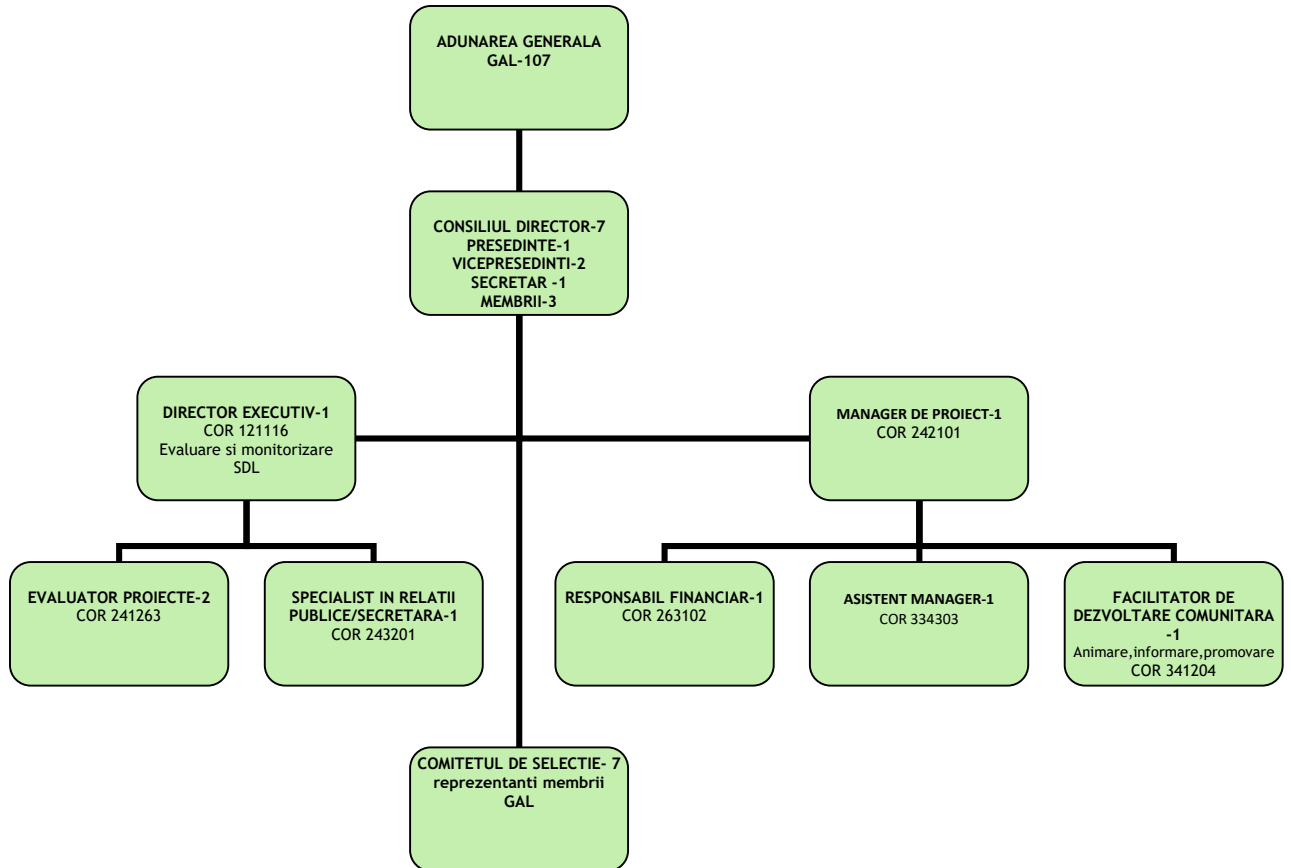 ADUNAREA GENERALA
GAL-107
CONSILIUL DIRECTOR-7
PRESEDINTE-1
VICEPRESEDINTI-2
SECRETAR -1
MEMBRII-3
DIRECTOR EXECUTIV-1
COR 121116
Evaluare si monitorizare
SDL
MANAGER DE PROIECT-1
COR 242101
EVALUATOR PROIECTE-2
COR 241263
SPECIALIST IN RELATII
PUBLICE/SECRETARA-1
COR 243201
RESPONSABIL FINANCIAR-1
COR 263102
ASISTENT MANAGER-1
COR 334303
FACILITATOR DE
DEZVOLTARE COMUNITARA
-1
Animare,informare,promovare
COR 341204
COMITETUL DE SELECTIE- 7
reprezentanti membrii
GAL